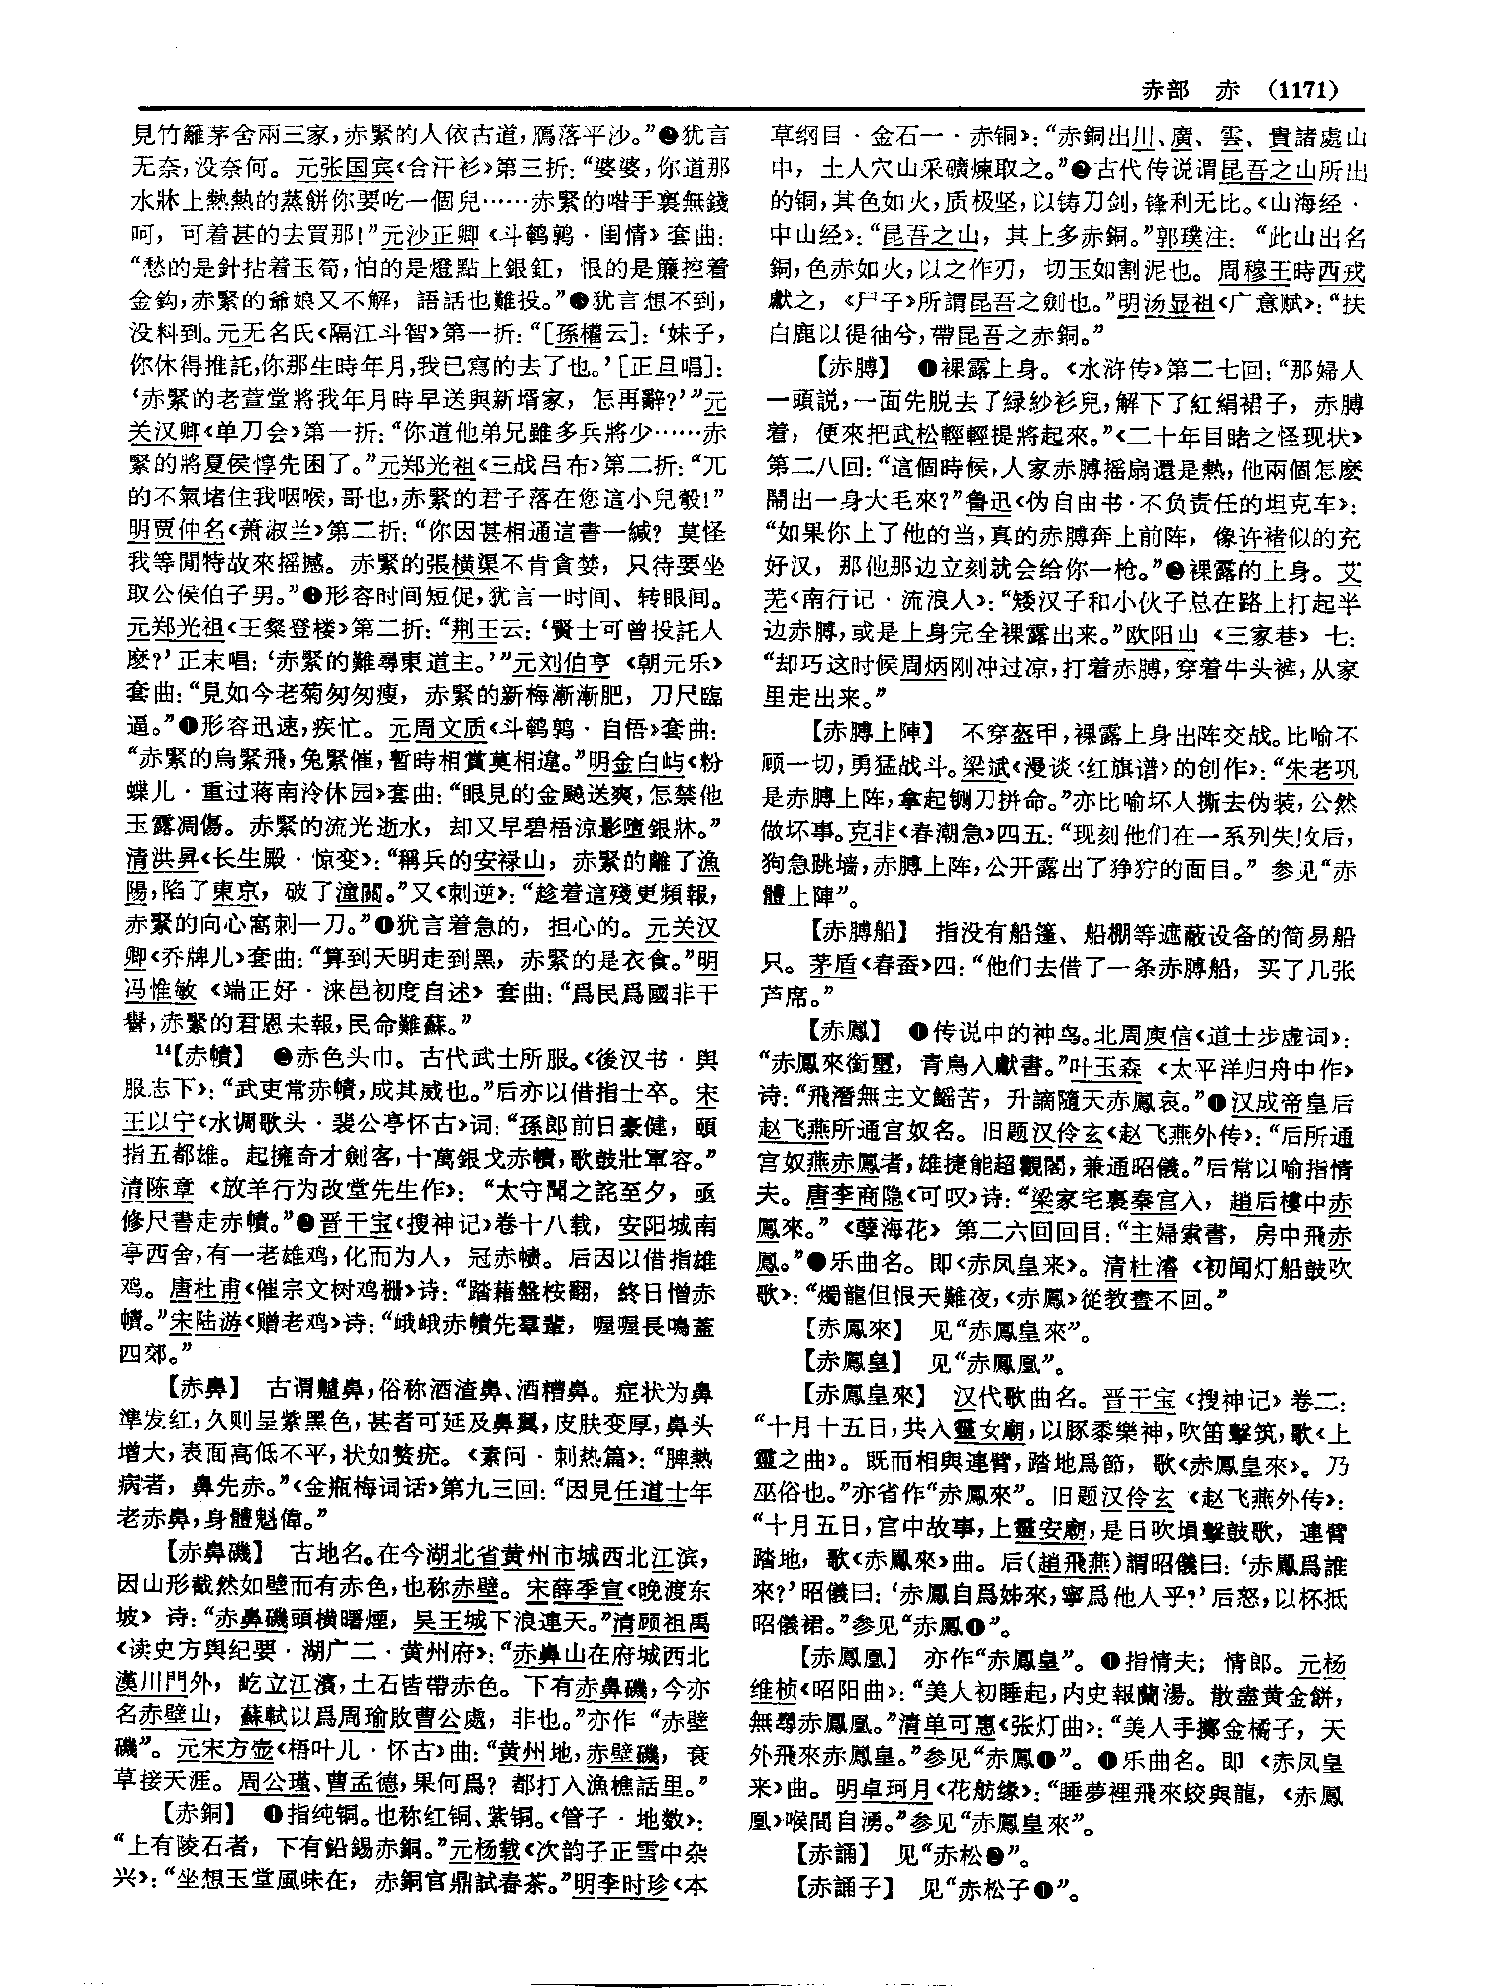 赤部 赤 (1171)
見竹籬茅舍兩三家，赤緊的人依古道，鴈落平沙。”❷犹言
无奈，没奈何。元张国宾《合汗衫》第三折：“婆婆，你道那
水牀上熱熱的蒸餅你要吃一個兒……赤緊的喒手裏無錢
呵，可着甚的去買那！”元沙正卿《斗鹌鹑·闺情》套曲：
“愁的是針拈着玉筍，怕的是燈點上銀釭，恨的是簾控着
金鈎，赤緊的爺娘又不解，語話也難投。”❸犹言想不到，
没料到。元无名氏《隔江斗智》第一折：“［孫權云］：‘妹子，
你休得推託，你那生時年月，我已寫的去了也。’［正旦唱］：
‘赤緊的老萱堂將我年月時早送與新壻家，怎再辭？’”元
关汉卿《单刀会》第一折：“你道他弟兄雖多兵將少……赤
緊的將夏侯惇先困了。”元郑光祖《三战吕布》第二折：“兀
的不氣堵住我咽喉，哥也，赤緊的君子落在您這小兒彀！”
明贾仲名《萧淑兰》第二折：“你因甚相通這書一緘？莫怪
我等閒特故來摇撼。赤緊的張横渠不肯貪婪，只待要坐
取公侯伯子男。”❹形容时间短促，犹言一时间、转眼间。
元郑光祖《王粲登楼》第二折：“荆王云：‘賢士可曾投託人
麽？’正末唱：‘赤緊的難尋東道主。’”元刘伯亨《朝元乐》
套曲：“見如今老菊匆匆瘦，赤緊的新梅漸漸肥，刀尺臨
逼。”❺形容迅速，疾忙。元周文质《斗鹌鹑·自悟》套曲：
“赤緊的烏緊飛，兔緊催，暫時相賞莫相違。”明金白屿《粉
蝶儿·重过蒋南泠休园》套曲：“眼見的金飈送爽，怎禁他
玉露凋傷。赤緊的流光逝水，却又早碧梧涼影墮銀牀。”
清洪昇《长生殿·惊变》：“稱兵的安禄山，赤緊的離了漁
陽，陷了東京，破了潼關。”又《刺逆》：“趁着這殘更頻報，
赤緊的向心窩刺一刀。”❻犹言着急的，担心的。元关汉
卿《乔牌儿》套曲：“算到天明走到黑，赤緊的是衣食。”明
冯惟敏《端正好·涞邑初度自述》套曲：“爲民爲國非干
譽，赤緊的君恩未報，民命難蘇。”
14【赤幘】 ❶赤色头巾。古代武士所服。《後汉书·舆
服志下》：“武吏常赤幘，成其威也。”后亦以借指士卒。宋
王以宁《水调歌头·裴公亭怀古》词：“孫郎前日豪健，頤
指五都雄。起擁奇才劍客，十萬銀戈赤幘，歌鼓壯軍容。”
清陈章《放羊行为改堂先生作》：“太守聞之詫至夕，亟
修尺書走赤幘。”❷晋干宝《搜神记》卷十八载，安阳城南
亭西舍，有一老雄鸡，化而为人，冠赤幘。后因以借指雄
鸡。唐杜甫《催宗文树鸡栅》诗：“踏藉盤桉翻，終日憎赤
幘。”宋陆游《赠老鸡》诗：“峨峨赤幘先羣輩，喔喔長鳴蓋
四郊。”
【赤鼻】 古谓齇鼻，俗称酒渣鼻、酒糟鼻。症状为鼻
準发红，久则呈紫黑色，甚者可延及鼻翼，皮肤变厚，鼻头
增大，表面高低不平，状如赘疣。《素问·刺热篇》：“脾熱
病者，鼻先赤。”《金瓶梅词话》第九三回：“因見任道士年
老赤鼻，身體魁偉。”
【赤鼻磯】 古地名。在今湖北省黄州市城西北江滨，
因山形截然如壁而有赤色，也称赤壁。宋薛季宣《晚渡东
坡》诗：“赤鼻磯頭横曙煙，吴王城下浪連天。”清顾祖禹
《读史方舆纪要·湖广二·黄州府》：“赤鼻山在府城西北
漢川門外，屹立江濱，土石皆帶赤色。下有赤鼻磯，今亦
名赤壁山，蘇軾以爲周瑜敗曹公處，非也。”亦作“赤壁
磯”。元宋方壶《梧叶儿·怀古》曲：“黄州地，赤壁磯，衰
草接天涯。周公瑾、曹孟德，果何爲？都打入漁樵話里。”
【赤銅】 ❶指纯铜。也称红铜、紫铜。《管子·地数》：
“上有陵石者，下有鉛錫赤銅。”元杨载《次韵子正雪中杂
兴》：“坐想玉堂風味在，赤銅官鼎試春茶。”明李时珍《本
草纲目·金石一·赤铜》：“赤銅出川、廣、雲、貴諸處山
中，土人穴山采礦煉取之。”❷古代传说谓昆吾之山所出
的铜，其色如火，质极坚，以铸刀剑，锋利无比。《山海经·
中山经》：“昆吾之山，其上多赤銅。”郭璞注：“此山出名
銅，色赤如火，以之作刃，切玉如割泥也。周穆王時西戎
獻之，《尸子》所謂昆吾之劍也。”明汤显祖《广意赋》：“扶
白鹿以徥䄂兮，帶昆吾之赤銅。”
【赤膊】 ❶裸露上身。《水浒传》第二七回：“那婦人
一頭説，一面先脱去了緑紗衫兒，解下了紅絹裙子，赤膊
着，便來把武松輕輕提將起來。”《二十年目睹之怪现状》
第二八回：“這個時候，人家赤膊摇扇還是熱，他兩個怎麽
鬧出一身大毛來？”鲁迅《伪自由书·不负责任的坦克车》：
“如果你上了他的当，真的赤膊奔上前阵，像许褚似的充
好汉，那他那边立刻就会给你一枪。”❷裸露的上身。艾
芜《南行记·流浪人》：“矮汉子和小伙子总在路上打起半
边赤膊，或是上身完全裸露出来。”欧阳山《三家巷》七：
“却巧这时候周炳刚冲过凉，打着赤膊，穿着牛头裤，从家
里走出来。”
【赤膊上陣】 不穿盔甲，裸露上身出阵交战。比喻不
顾一切，勇猛战斗。梁斌《漫谈〈红旗谱〉的创作》：“朱老巩
是赤膊上阵，拿起铡刀拼命。”亦比喻坏人撕去伪装，公然
做坏事。克非《春潮急》四五：“现刻他们在一系列失败后，
狗急跳墙，赤膊上阵，公开露出了狰狞的面目。”参见“赤
體上陣”。
【赤膊船】 指没有船篷、船棚等遮蔽设备的简易船
只。茅盾《春蚕》四：“他们去借了一条赤膊船，买了几张
芦席。”
【赤鳳】 ❶传说中的神鸟。北周庾信《道士步虚词》：
“赤鳳來銜璽，青鳥入獻書。”叶玉森《太平洋归舟中作》
诗：“飛潛無主文鰩苦，升謫隨天赤鳳哀。”❷汉成帝皇后
赵飞燕所通宫奴名。旧题汉伶玄《赵飞燕外传》：“后所通
宫奴燕赤鳳者，雄捷能超觀閣，兼通昭儀。”后常以喻指情
夫。唐李商隐《可叹》诗：“梁家宅裏秦宫入，趙后樓中赤
鳳來。”《孽海花》第二六回回目：“主婦索書，房中飛赤
鳳。”❸乐曲名。即《赤凤皇来》。清杜濬《初闻灯船鼓吹
歌》：“燭龍但恨天難夜，《赤鳳》從教晝不回。”
【赤鳳來】 见“赤鳳皇來”。
【赤鳳皇】 见“赤鳳凰”。
【赤鳳皇來】 汉代歌曲名。晋干宝《搜神记》卷二：
“十月十五日，共入靈女廟，以豚黍樂神，吹笛擊筑，歌《上
靈之曲》。既而相與連臂，踏地爲節，歌《赤鳳皇來》。乃
巫俗也。”亦省作“赤鳳來”。旧题汉伶玄《赵飞燕外传》：
“十月五日，宫中故事，上靈安廟，是日吹塤擊鼓歌，連臂
踏地，歌《赤鳳來》曲。后（趙飛燕）謂昭儀曰：‘赤鳳爲誰
來？’昭儀曰：‘赤鳳自爲姊來，寧爲他人乎？’后怒，以杯抵
昭儀裙。”参见“赤鳳❷”。
【赤鳳凰】 亦作“赤鳳皇”。❶指情夫；情郎。元杨
维桢《昭阳曲》：“美人初睡起，内史報蘭湯。散盡黄金餅，
無尋赤鳳凰。”清单可惠《张灯曲》：“美人手擲金橘子，天
外飛來赤鳳皇。”参见“赤鳳❷”。❷乐曲名。即《赤凤皇
来》曲。明卓珂月《花舫缘》：“睡夢裡飛來蛟與龍，《赤鳳
凰》喉間自湧。”参见“赤鳳皇來”。
【赤誦】 见“赤松❷”。
【赤誦子】 见“赤松子❶”。